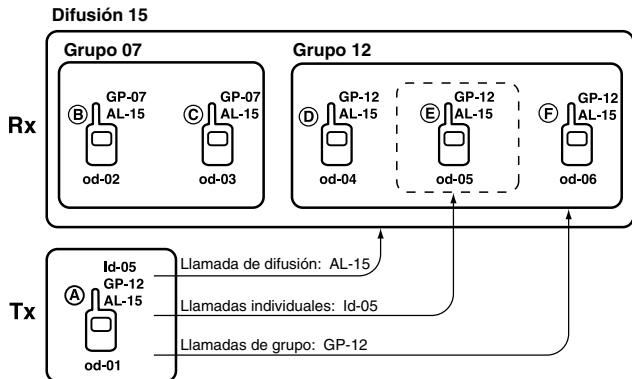 Difusión 15
Grupo 07
Grupo 12
Rx
B
GP-07
AL-15
od-02
C
GP-07
AL-15
od-03
D
GP-12
AL-15
od-04
E
GP-12
AL-15
od-05
F
GP-12
AL-15
od-06
Tx
A
Id-05
GP-12
AL-15
od-01
Llamada de difusión: AL-15
Llamadas individuales: Id-05
Llamadas de grupo: GP-12